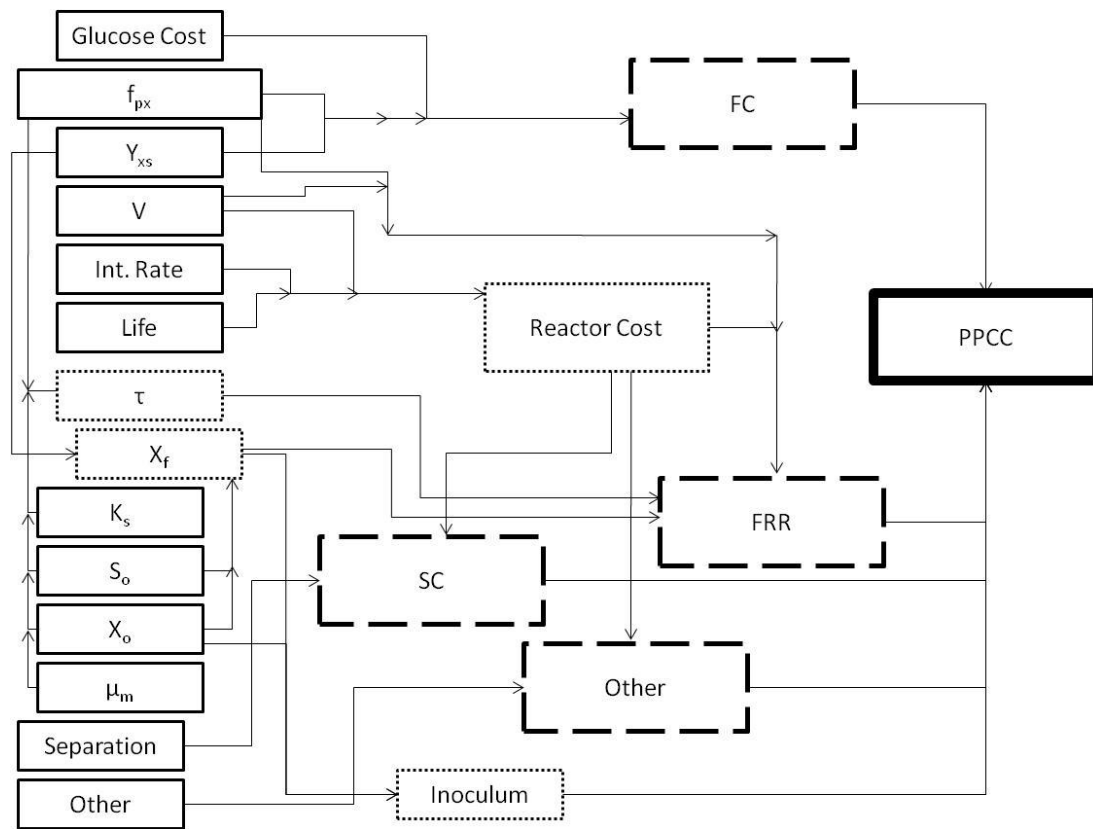 Glucose Cost
fpx
FC
Yxs
V
Int. Rate
Life
Reactor Cost
PPCC
τ
Xf
Ks
FRR
So
SC
Xo
μm
Other
Separation
Other
Inoculum